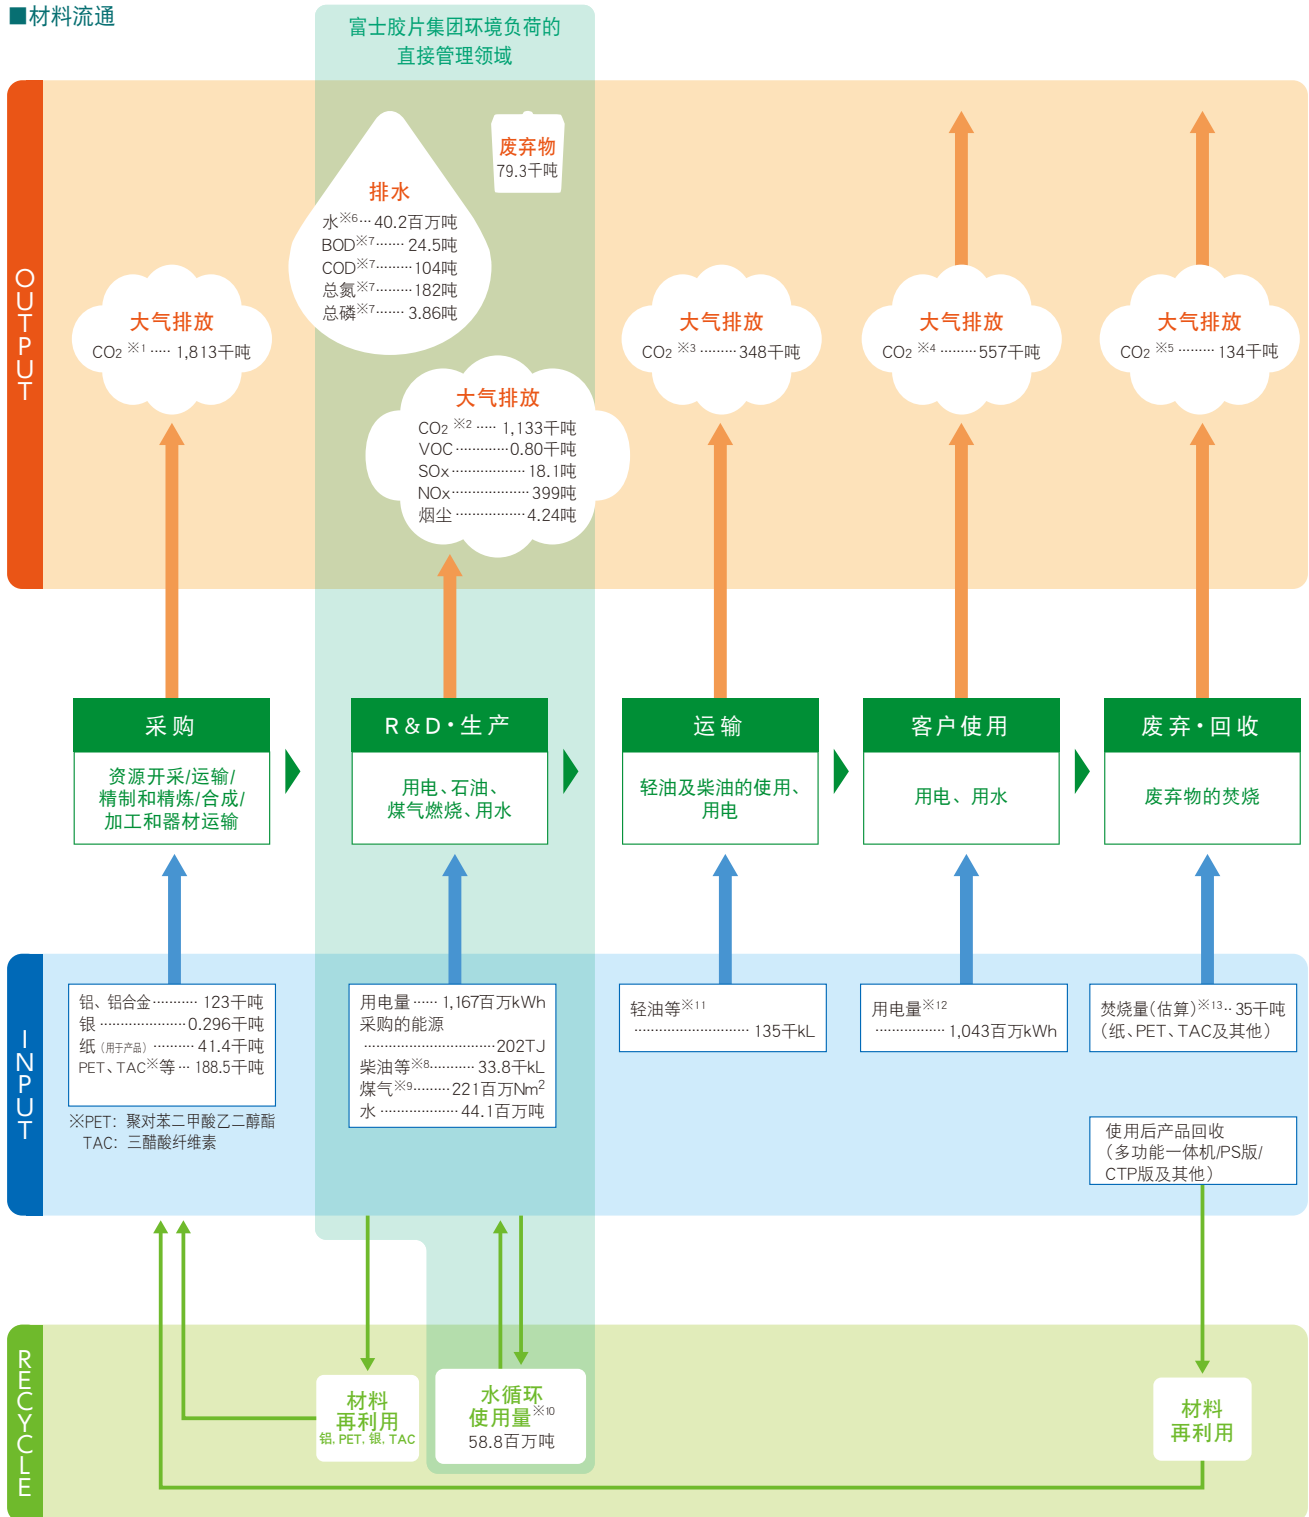 ■材料流通
富士胶片集团环境负荷的
直接管理领域
OUTPUT
废弃物
79.3千吨
排水
水※6… 40.2百万吨
BOD※7……· 24.5吨
COD※7………104吨
总氮※7………182吨
总磷※7……· 3.86吨
大气排放
CO2 ※1 ····· 1,813千吨
大气排放
CO2 ※2 ····· 1,133千吨
VOC ·············0.80千吨
SOx ·················· 18.1吨
NOx ··················· 399吨
烟尘 ·················4.24吨
大气排放
CO2 ※3 ·········348千吨
大气排放
CO2 ※4 ·········557千吨
大气排放
CO2 ※5 ········· 134千吨
采购
资源开采/运输/
精制和精炼/合成/
加工和器材运输
R&D·生产
用电、石油、
煤气燃烧、用水
运输
轻油及柴油的使用、
用电
客户使用
用电、用水
废弃·回收
废弃物的焚烧
INPUT
铝、铝合金··········· 123千吨
银 ·····················0.296千吨
纸(用于产品) ·········· 41.4千吨
PET、TAC※等 ··· 188.5千吨
※PET：聚对苯二甲酸乙二醇酯
TAC：三醋酸纤维素
用电量 ······ 1,167百万kWh
采购的能源
································202TJ
柴油等※8··········· 33.8千kL
煤气※9·········221百万Nm2
水 ··················· 44.1百万吨
轻油等※11
···························· 135千kL
用电量※12
················· 1,043百万kWh
焚烧量(估算)※13·· 35千吨
(纸、PET、TAC及其他)
使用后产品回收
(多功能一体机/PS版/
CTP版及其他)
RECYCLE
材料
再利用
铝, PET, 银, TAC
水循环
使用量※10
58.8百万吨
材料
再利用